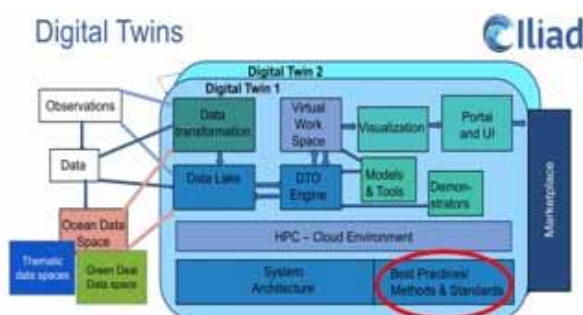 Digital Twins
Iliad
Digital Twin 2
Digital Twin 1
Observations
Data
transformation
Virtual
Work
Space
Visualization
Portal
and UI
Data
Data Lake
DTO
Engine
Models
& Tools
Demon-
strators
Marketplace
Ocean Data
Space
HPC – Cloud Environment
Thematic
data spaces
Green Deal
Data space
System
Architecture
Best Practices/
Methods & Standards